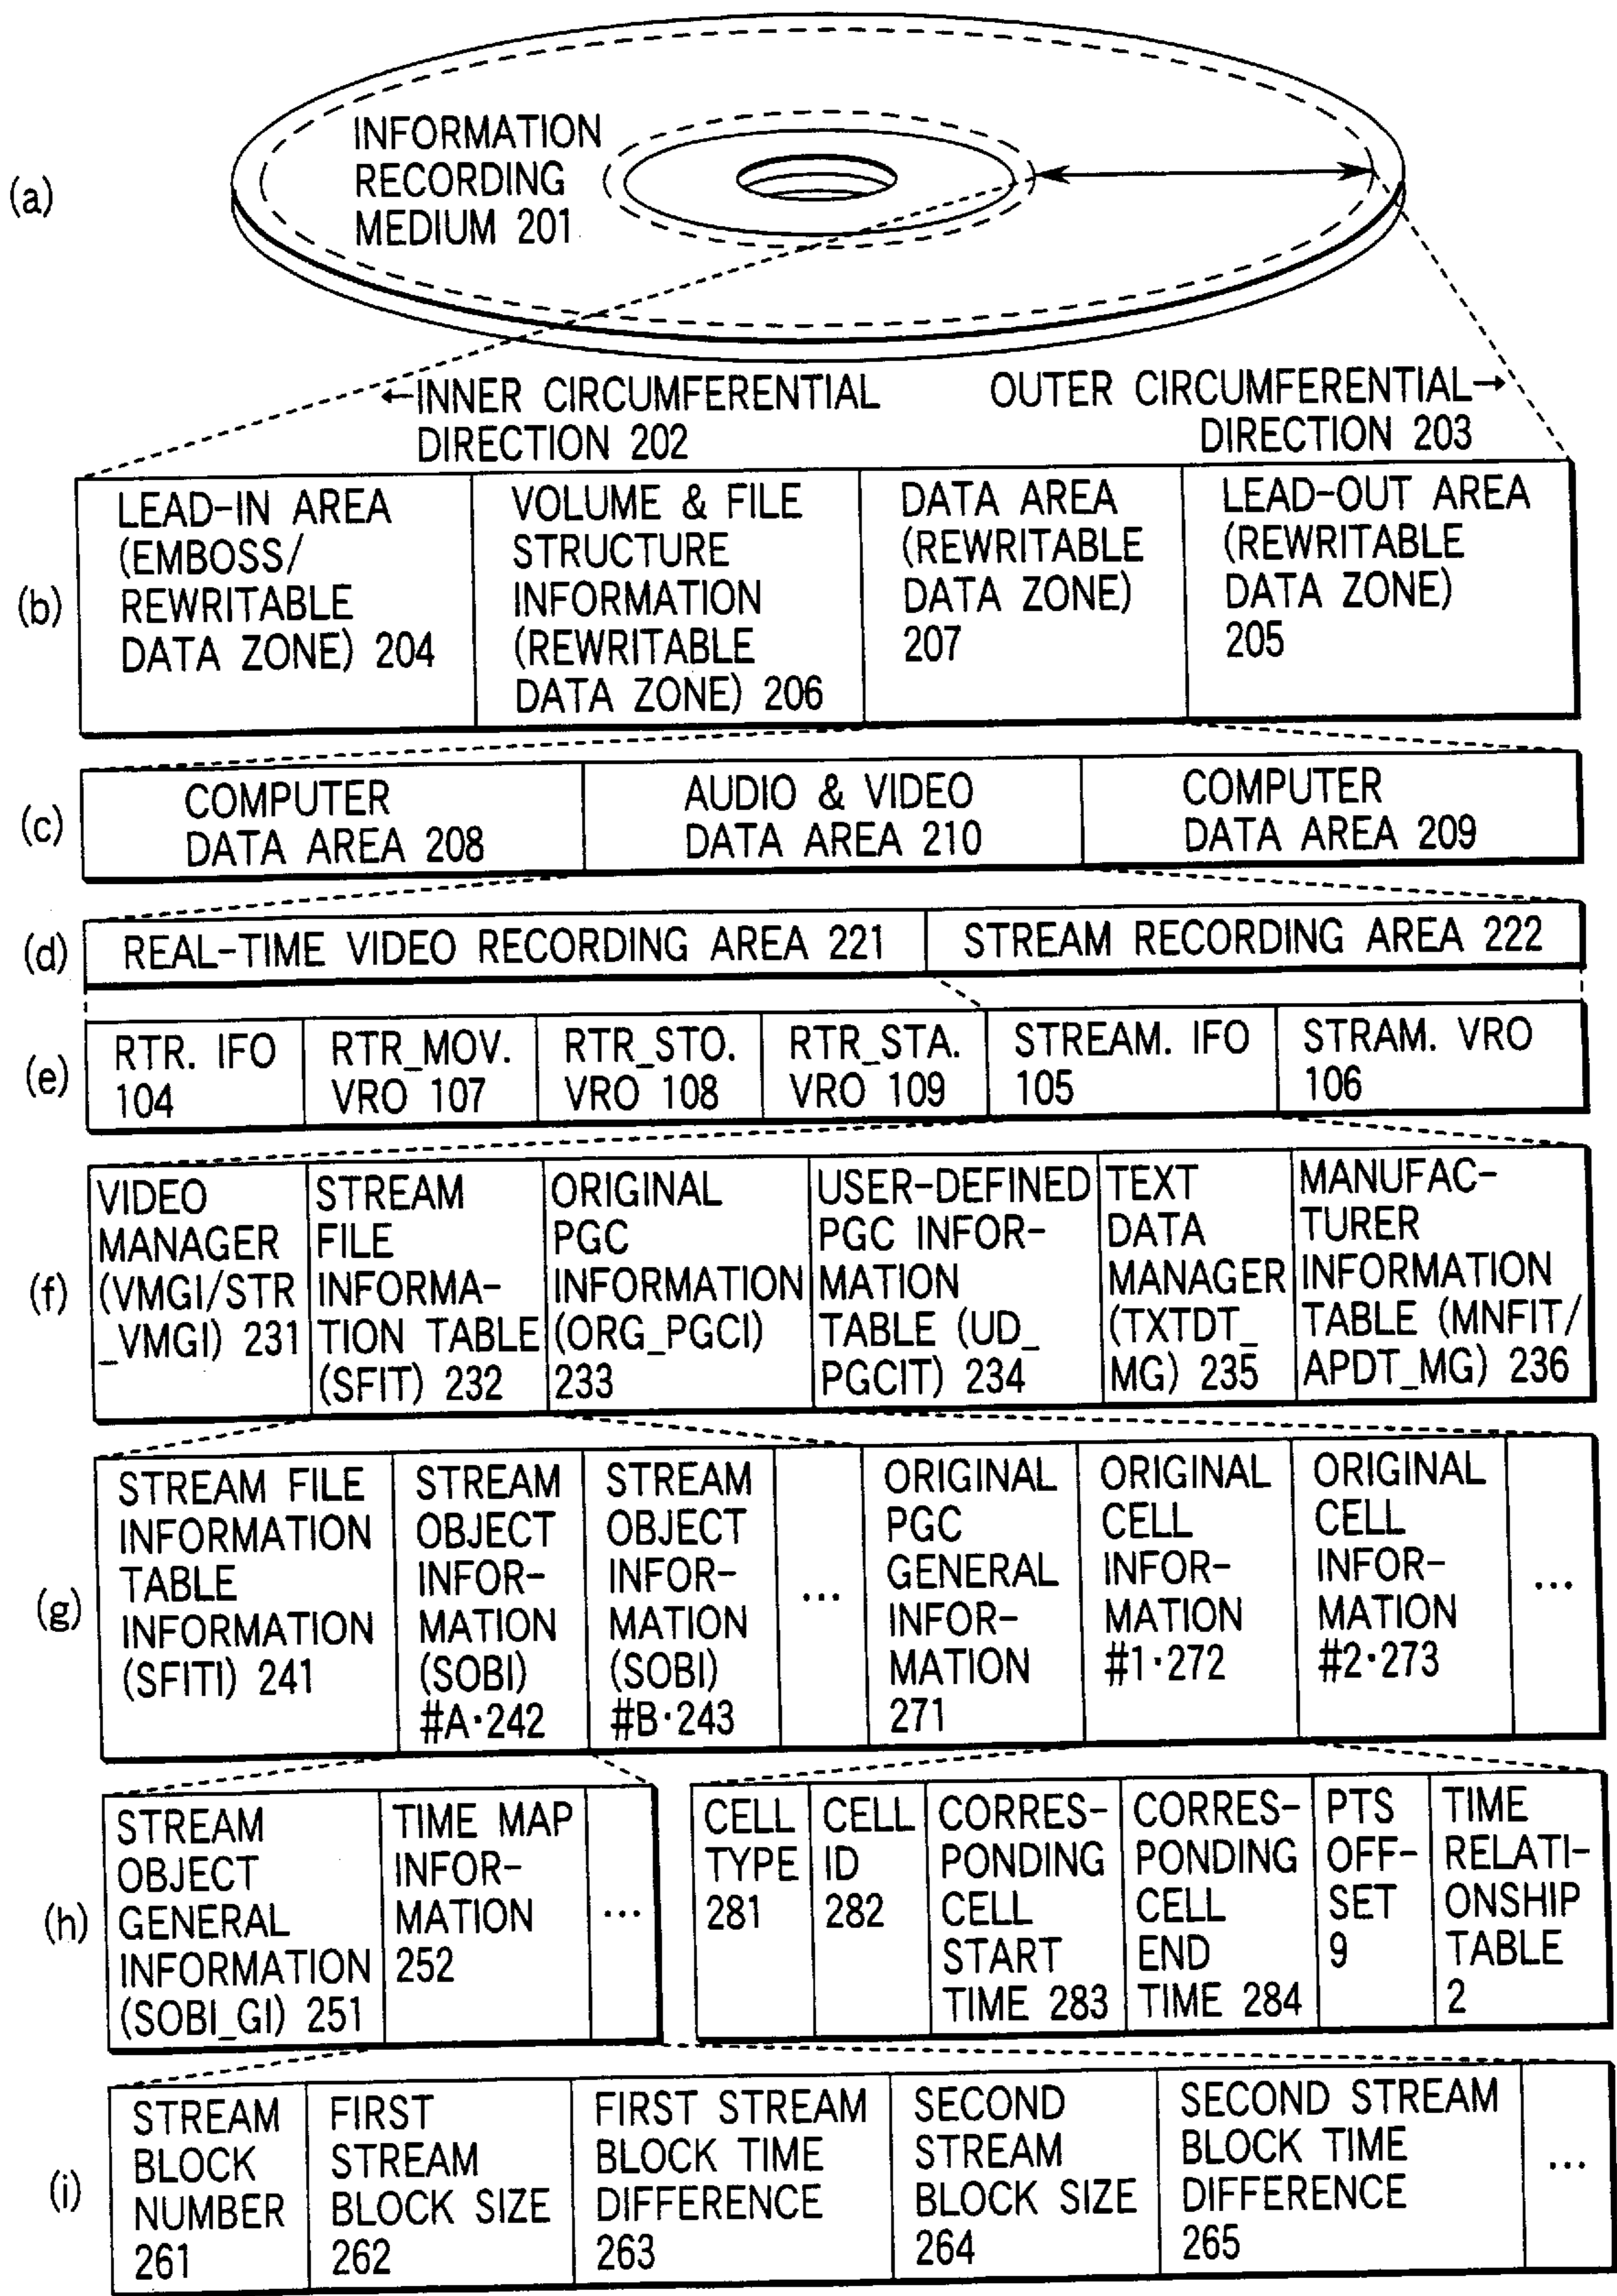 (a)
INFORMATION
RECORDING
MEDIUM 201
←INNER CIRCUMFERENTIAL
DIRECTION 202
OUTER CIRCUMFERENTIAL→
DIRECTION 203
(b)
LEAD-IN AREA
(EMBOSS/
REWRITABLE
DATA ZONE) 204
VOLUME & FILE
STRUCTURE
INFORMATION
(REWRITABLE
DATA ZONE) 206
DATA AREA
(REWRITABLE
DATA ZONE)
207
LEAD-OUT AREA
(REWRITABLE
DATA ZONE)
205
(c)
COMPUTER
DATA AREA 208
AUDIO & VIDEO
DATA AREA 210
COMPUTER
DATA AREA 209
(d)
REAL-TIME VIDEO RECORDING AREA 221
STREAM RECORDING AREA 222
(e)
RTR. IFO
104
RTR_MOV.
VRO 107
RTR_STO.
VRO 108
RTR_STA.
VRO 109
STREAM. IFO
105
STRAM. VRO
106
(f)
VIDEO
MANAGER
(VMGI/STR
_VMGI) 231
STREAM
FILE
INFORMA-
TION TABLE
(SFIT) 232
ORIGINAL
PGC
INFORMATION
(ORG_PGCI)
233
USER-DEFINED
PGC INFOR-
MATION
TABLE (UD_
PGCIT) 234
TEXT
DATA
MANAGER
(TXTDT_
MG) 235
MANUFAC-
TURER
INFORMATION
TABLE (MNFIT/
APDT_MG) 236
(g)
STREAM FILE
INFORMATION
TABLE
INFORMATION
(SFITI) 241
STREAM
OBJECT
INFOR-
MATION
(SOBI)
#A·242
STREAM
OBJECT
INFOR-
MATION
(SOBI)
#B·243
...
ORIGINAL
PGC
GENERAL
INFOR-
MATION
271
ORIGINAL
CELL
INFOR-
MATION
#1·272
ORIGINAL
CELL
INFOR-
MATION
#2·273
...
(h)
STREAM
OBJECT
GENERAL
INFORMATION
(SOBI_GI) 251
TIME MAP
INFOR-
MATION
252
...
CELL
TYPE
281
CELL
ID
282
CORRES-
PONDING
CELL
START
TIME 283
CORRES-
PONDING
CELL
END
TIME 284
PTS
OFF-
SET
9
TIME
RELATI-
ONSHIP
TABLE
2
(i)
STREAM
BLOCK
NUMBER
261
FIRST
STREAM
BLOCK SIZE
262
FIRST STREAM
BLOCK TIME
DIFFERENCE
263
SECOND
STREAM
BLOCK SIZE
264
SECOND STREAM
BLOCK TIME
DIFFERENCE
265
...